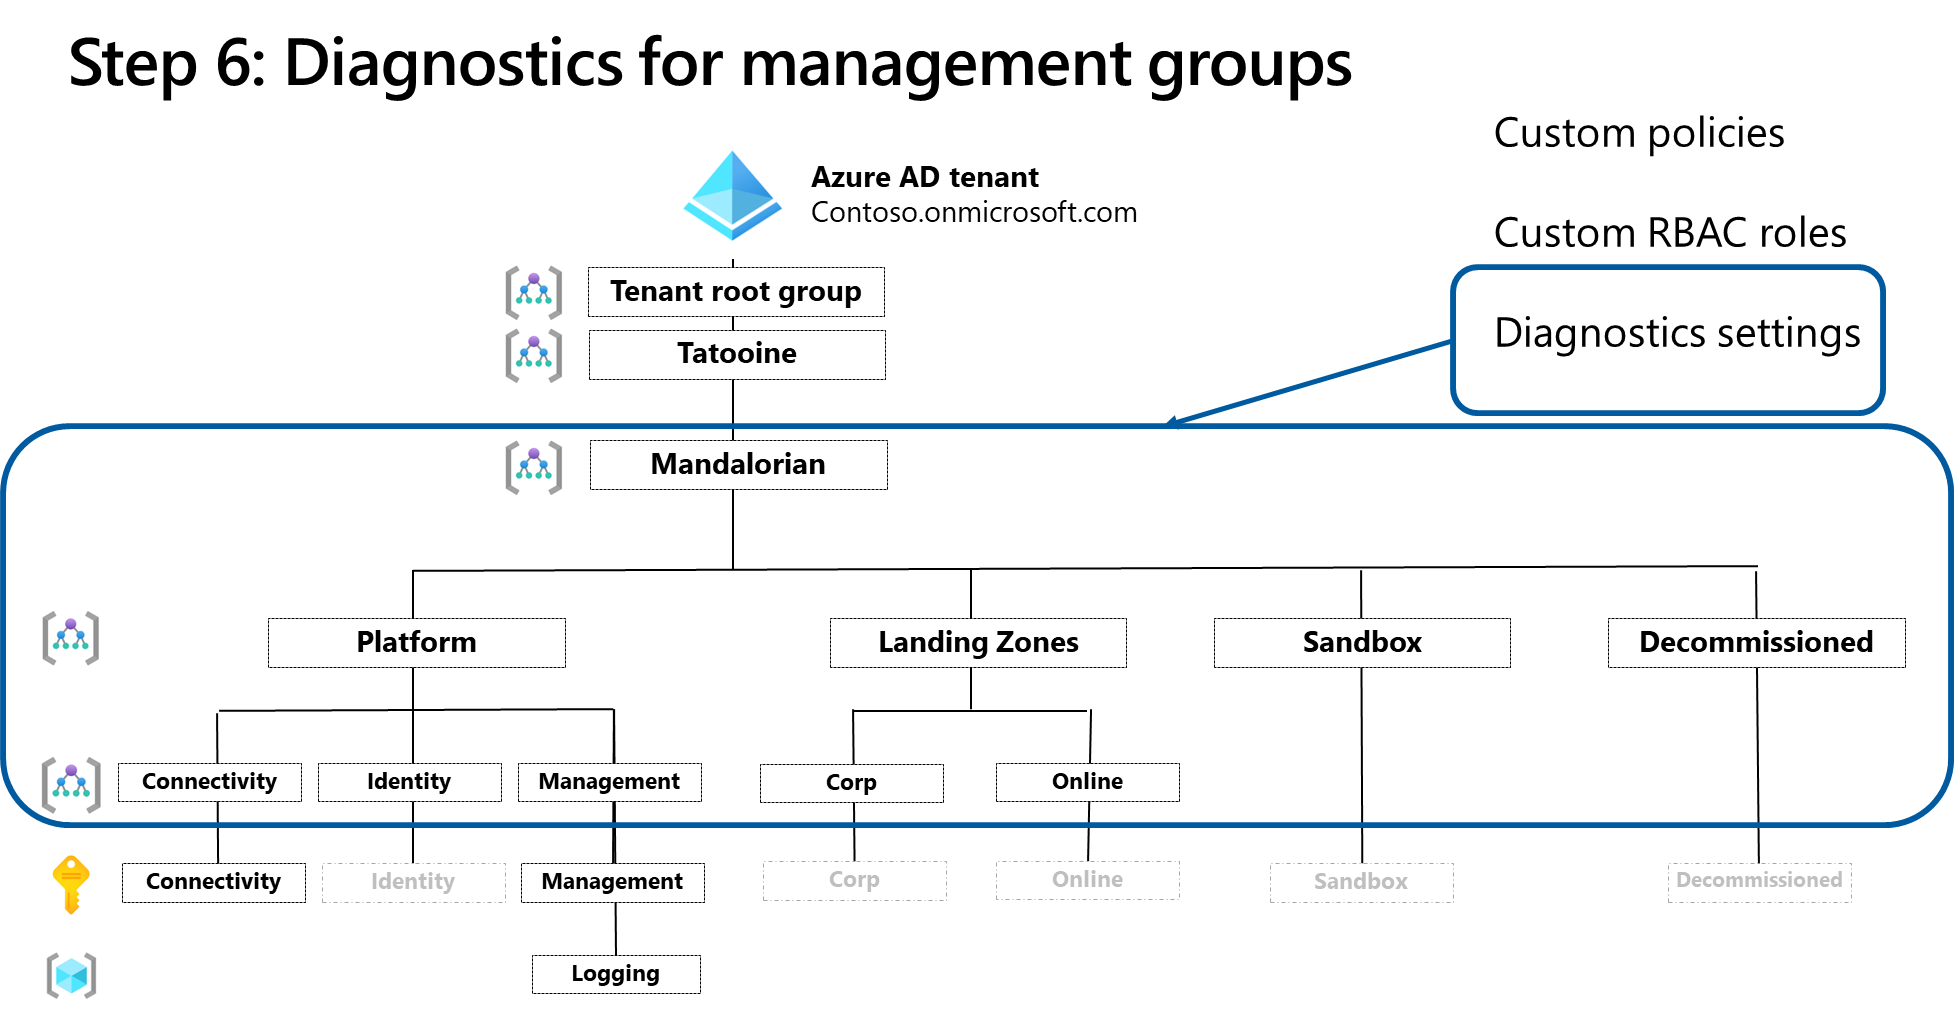 Step 6: Diagnostics for management groups
Custom policies
Azure AD tenant
Contoso.onmicrosoft.com
Custom RBAC roles
Tenant root group
Diagnostics settings
Tatooine
Mandalorian
Platform
Landing Zones
Sandbox
Decommissioned
Connectivity
Identity
Management
Corp
Online
Connectivity
Identity
Management
Corp
Online
Sandbox
Decommissioned
Logging